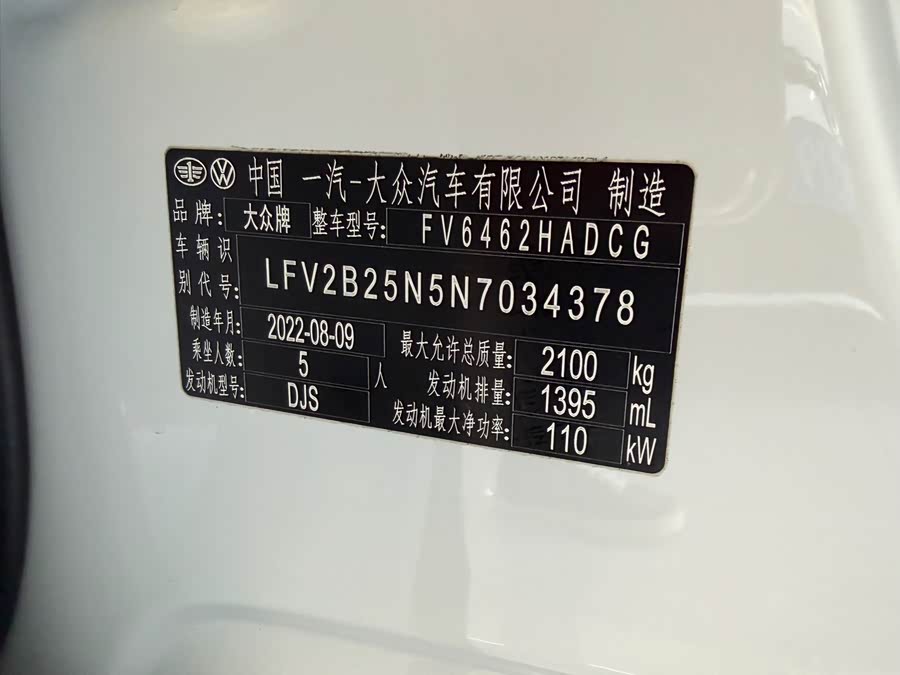 中国 一汽-大众汽车有限公司 制造
品牌: 大众牌 整车型号: FV6462HADCG
车辆识
别代号: LFV2B25N5N7034378
制造年月: 2022-08-09 最大允许总质量: 2100 kg
乘坐人数: 5 人 发动机排量: 1395 mL
发动机型号: DJS 发动机最大净功率: 110 kW